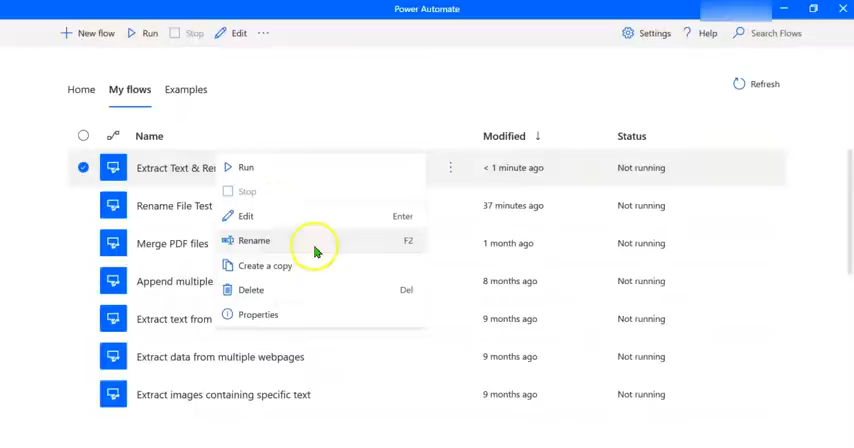 Power Automate
New flow Run Stop Edit ... Settings ? Help Search Flows
Home My flows Examples Refresh
Name Modified ↓ Status
Extract Text & < 1 minute ago Not running
Rename File Test 37 minutes ago Not running
Merge PDF files 1 month ago Not running
Append multiple 8 months ago Not running
Extract text from 9 months ago Not running
Extract data from multiple webpages 9 months ago Not running
Extract images containing specific text 9 months ago Not running
Run
Stop
Edit Enter
Rename F2
Create a copy
Delete Del
Properties